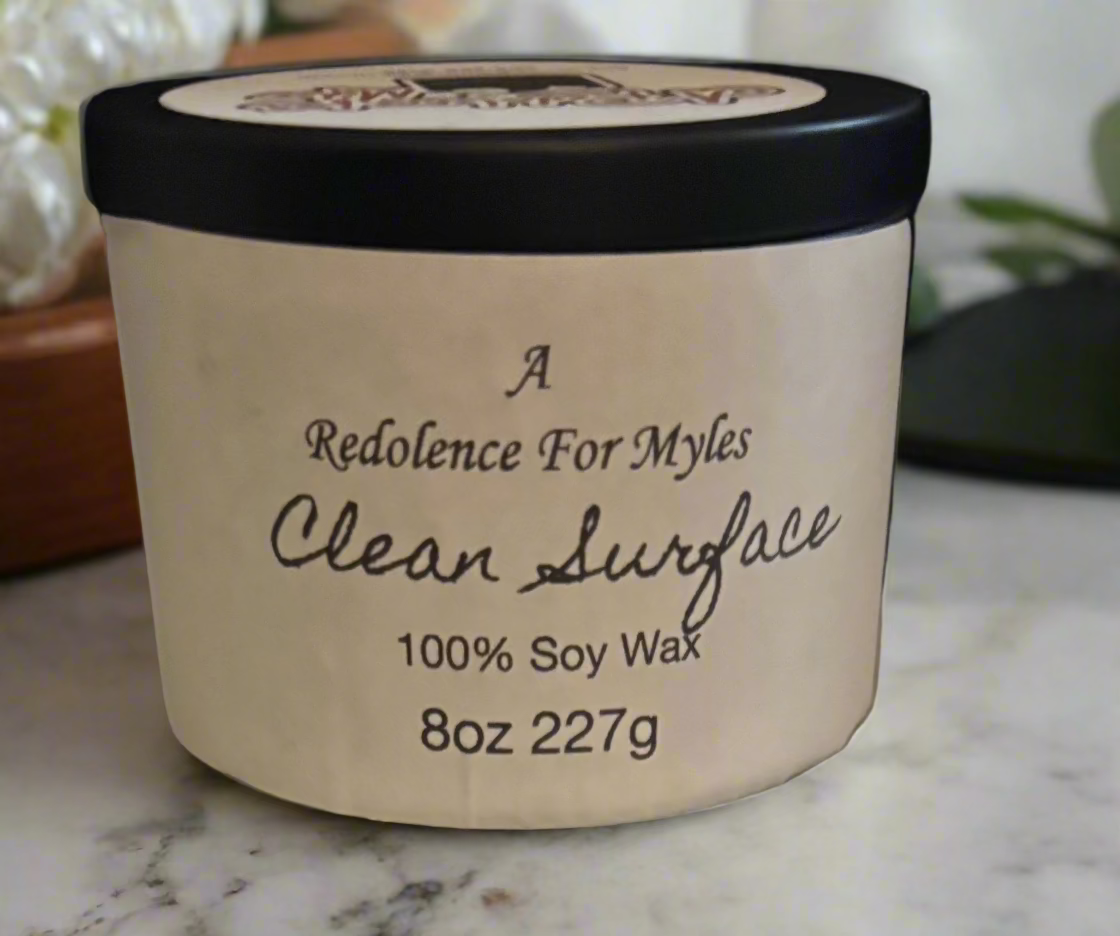 A
Redolence For Myles
Clean Surface
100% Soy Wax
8oz 227g